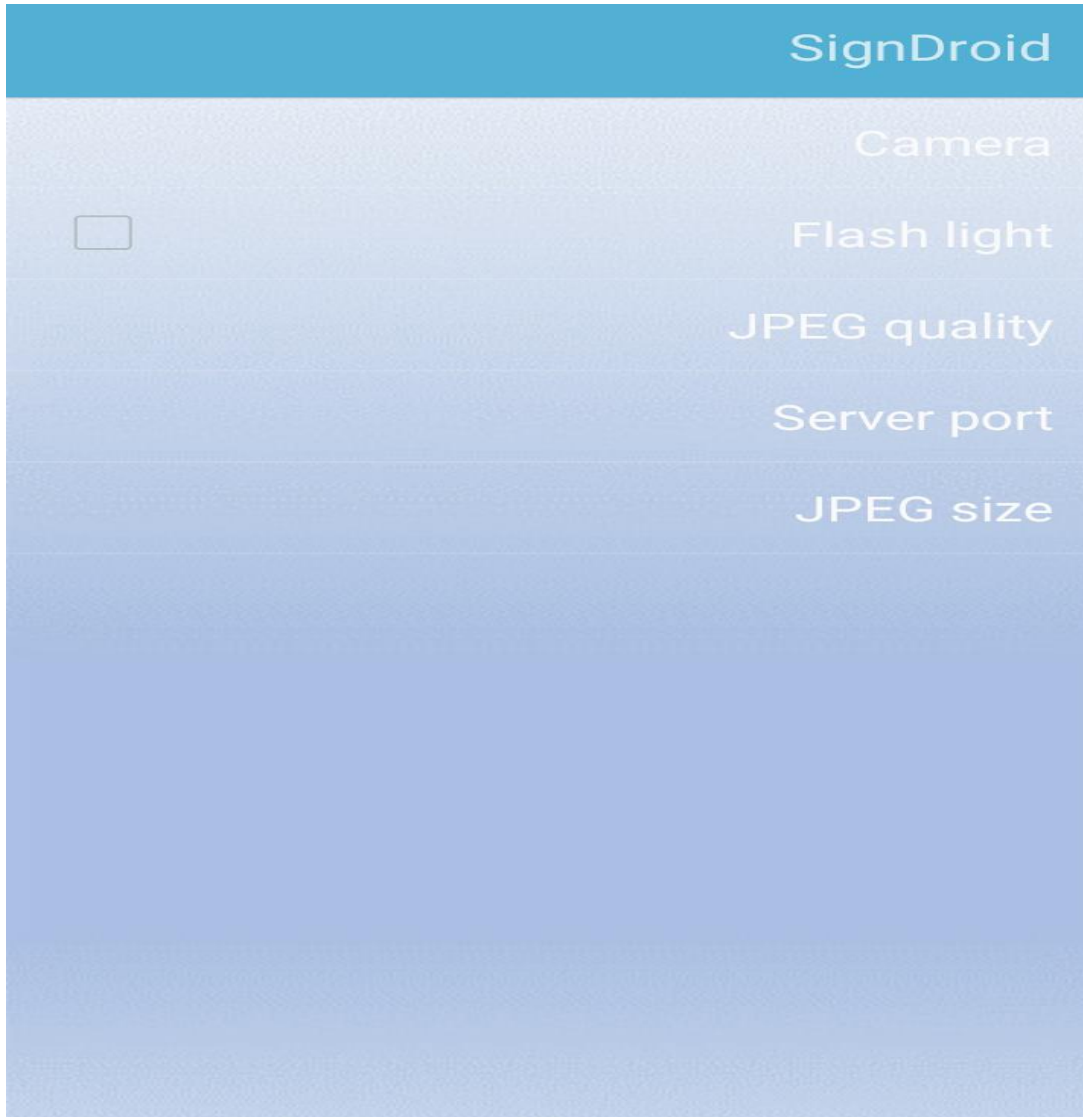 SignDroid
Camera
Flash light
JPEG quality
Server port
JPEG size